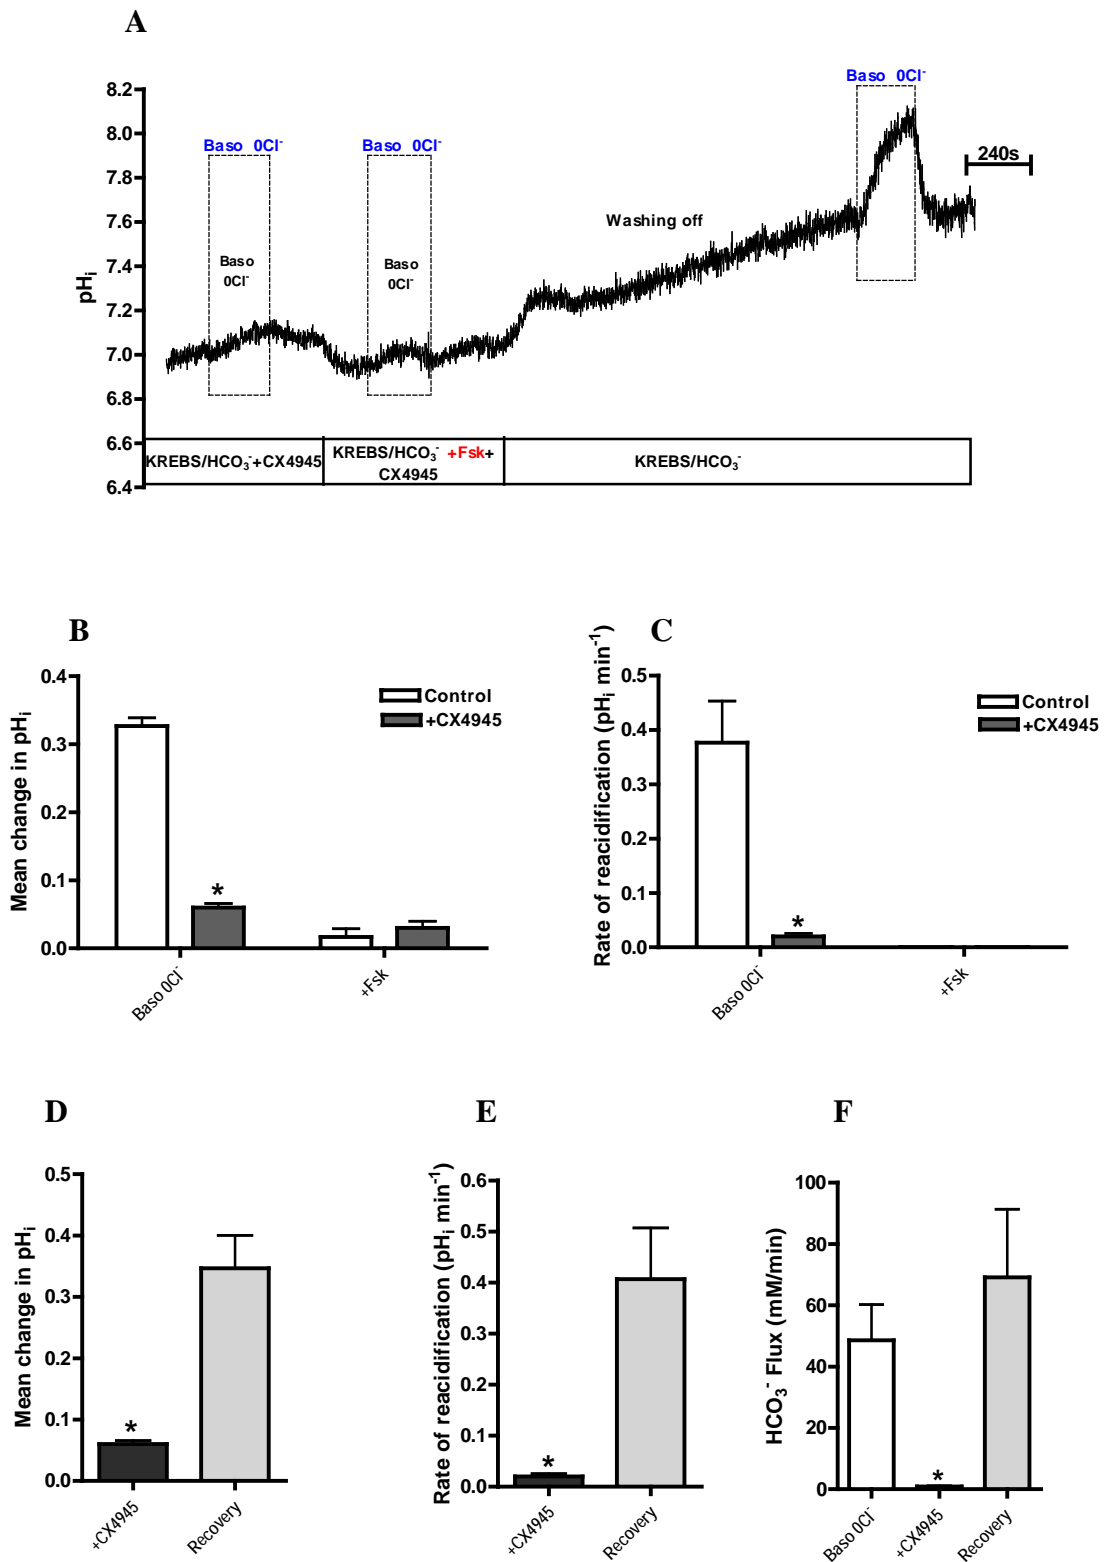 A
Baso 0Cl⁻
8.2
8.0
7.8
7.6
7.4
7.2
7.0
6.8
6.6
6.4
pHᵢ
Baso 0Cl⁻
Baso 0Cl⁻
240s
Washing off
Baso
0Cl⁻
Baso
0Cl⁻
KREBS/HCO₃⁻+CX4945
KREBS/HCO₃⁻ +Fsk+
CX4945
KREBS/HCO₃⁻
B
Mean change in pHᵢ
0.4
0.3
0.2
0.1
0.0
Control
+CX4945
*
Baso 0Cl⁻
+Fsk
C
Rate of reacidification (pHᵢ min⁻¹)
0.5
0.4
0.3
0.2
0.1
0.0
Control
+CX4945
*
Baso 0Cl⁻
+Fsk
D
Mean change in pHᵢ
0.5
0.4
0.3
0.2
0.1
0.0
*
+CX4945
Recovery
E
Rate of reacidification (pHᵢ min⁻¹)
0.6
0.5
0.4
0.3
0.2
0.1
0.0
*
+CX4945
Recovery
F
HCO₃⁻ Flux (mM/min)
100
80
60
40
20
0
*
Baso 0Cl⁻
+CX4945
Recovery